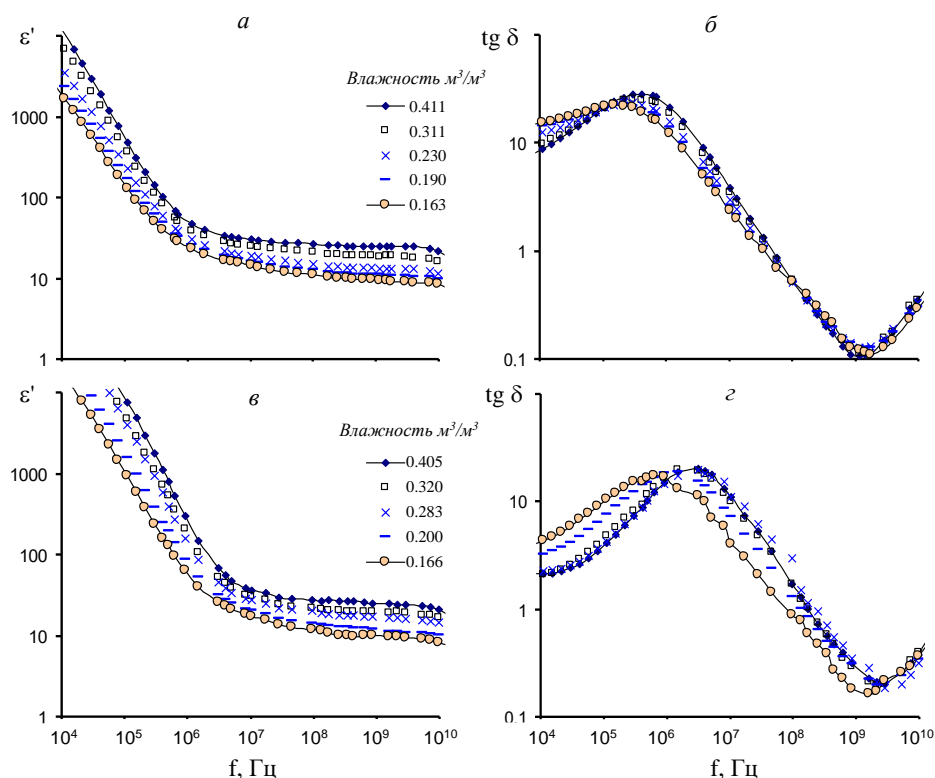 а
б
ε'
tg δ
Влажность м³/м³
0.411
0.311
0.230
0.190
0.163
1000
100
10
1
10
1
0.1
в
г
ε'
tg δ
Влажность м³/м³
0.405
0.320
0.283
0.200
0.166
1000
100
10
1
10
1
0.1
10⁴ 10⁵ 10⁶ 10⁷ 10⁸ 10⁹ 10¹⁰
10⁴ 10⁵ 10⁶ 10⁷ 10⁸ 10⁹ 10¹⁰
f, Гц
f, Гц